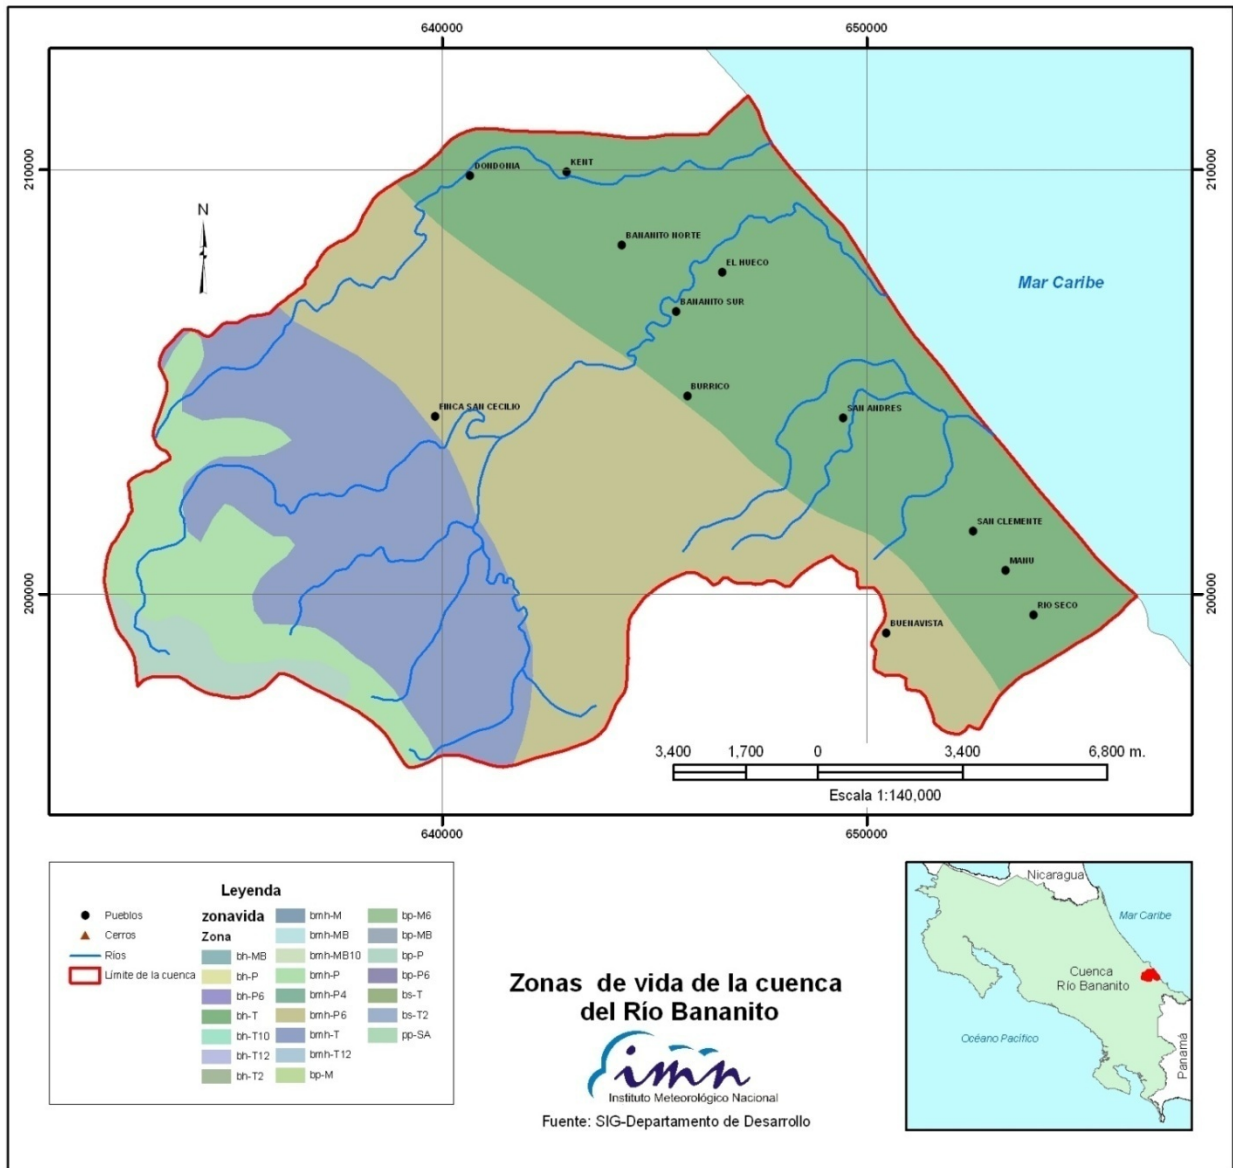 640000
650000
210000
210000
N
DONDONIA
KENT
BANANITO NORTE
EL HUECO
Mar Caribe
BANANITO SUR
BURRICO
FINCA SAN CECILIO
SAN ANDRES
SAN CLEMENTE
MAHU
200000
200000
RIO SECO
BUENAVISTA
3,400 1,700 0 3,400 6,800 m.
Escala 1:140,000
640000
650000
Leyenda
Pueblos
Cerros
Ríos
Límite de la cuenca
zonavida
Zona
bh-MB
bh-P
bh-P6
bh-T
bh-T10
bh-T12
bh-T2
bmh-M
bmh-MB
bmh-MB10
bmh-P
bmh-P4
bmh-P6
bmh-T
bmh-T12
bp-M
bp-M6
bp-MB
bp-P
bp-P6
bs-T
bs-T2
pp-SA
Zonas de vida de la cuenca
del Río Bananito
imn
Instituto Meteorológico Nacional
Fuente: SIG-Departamento de Desarrollo
Nicaragua
Mar Caribe
Cuenca
Río Bananito
Océano Pacífico
Panamá